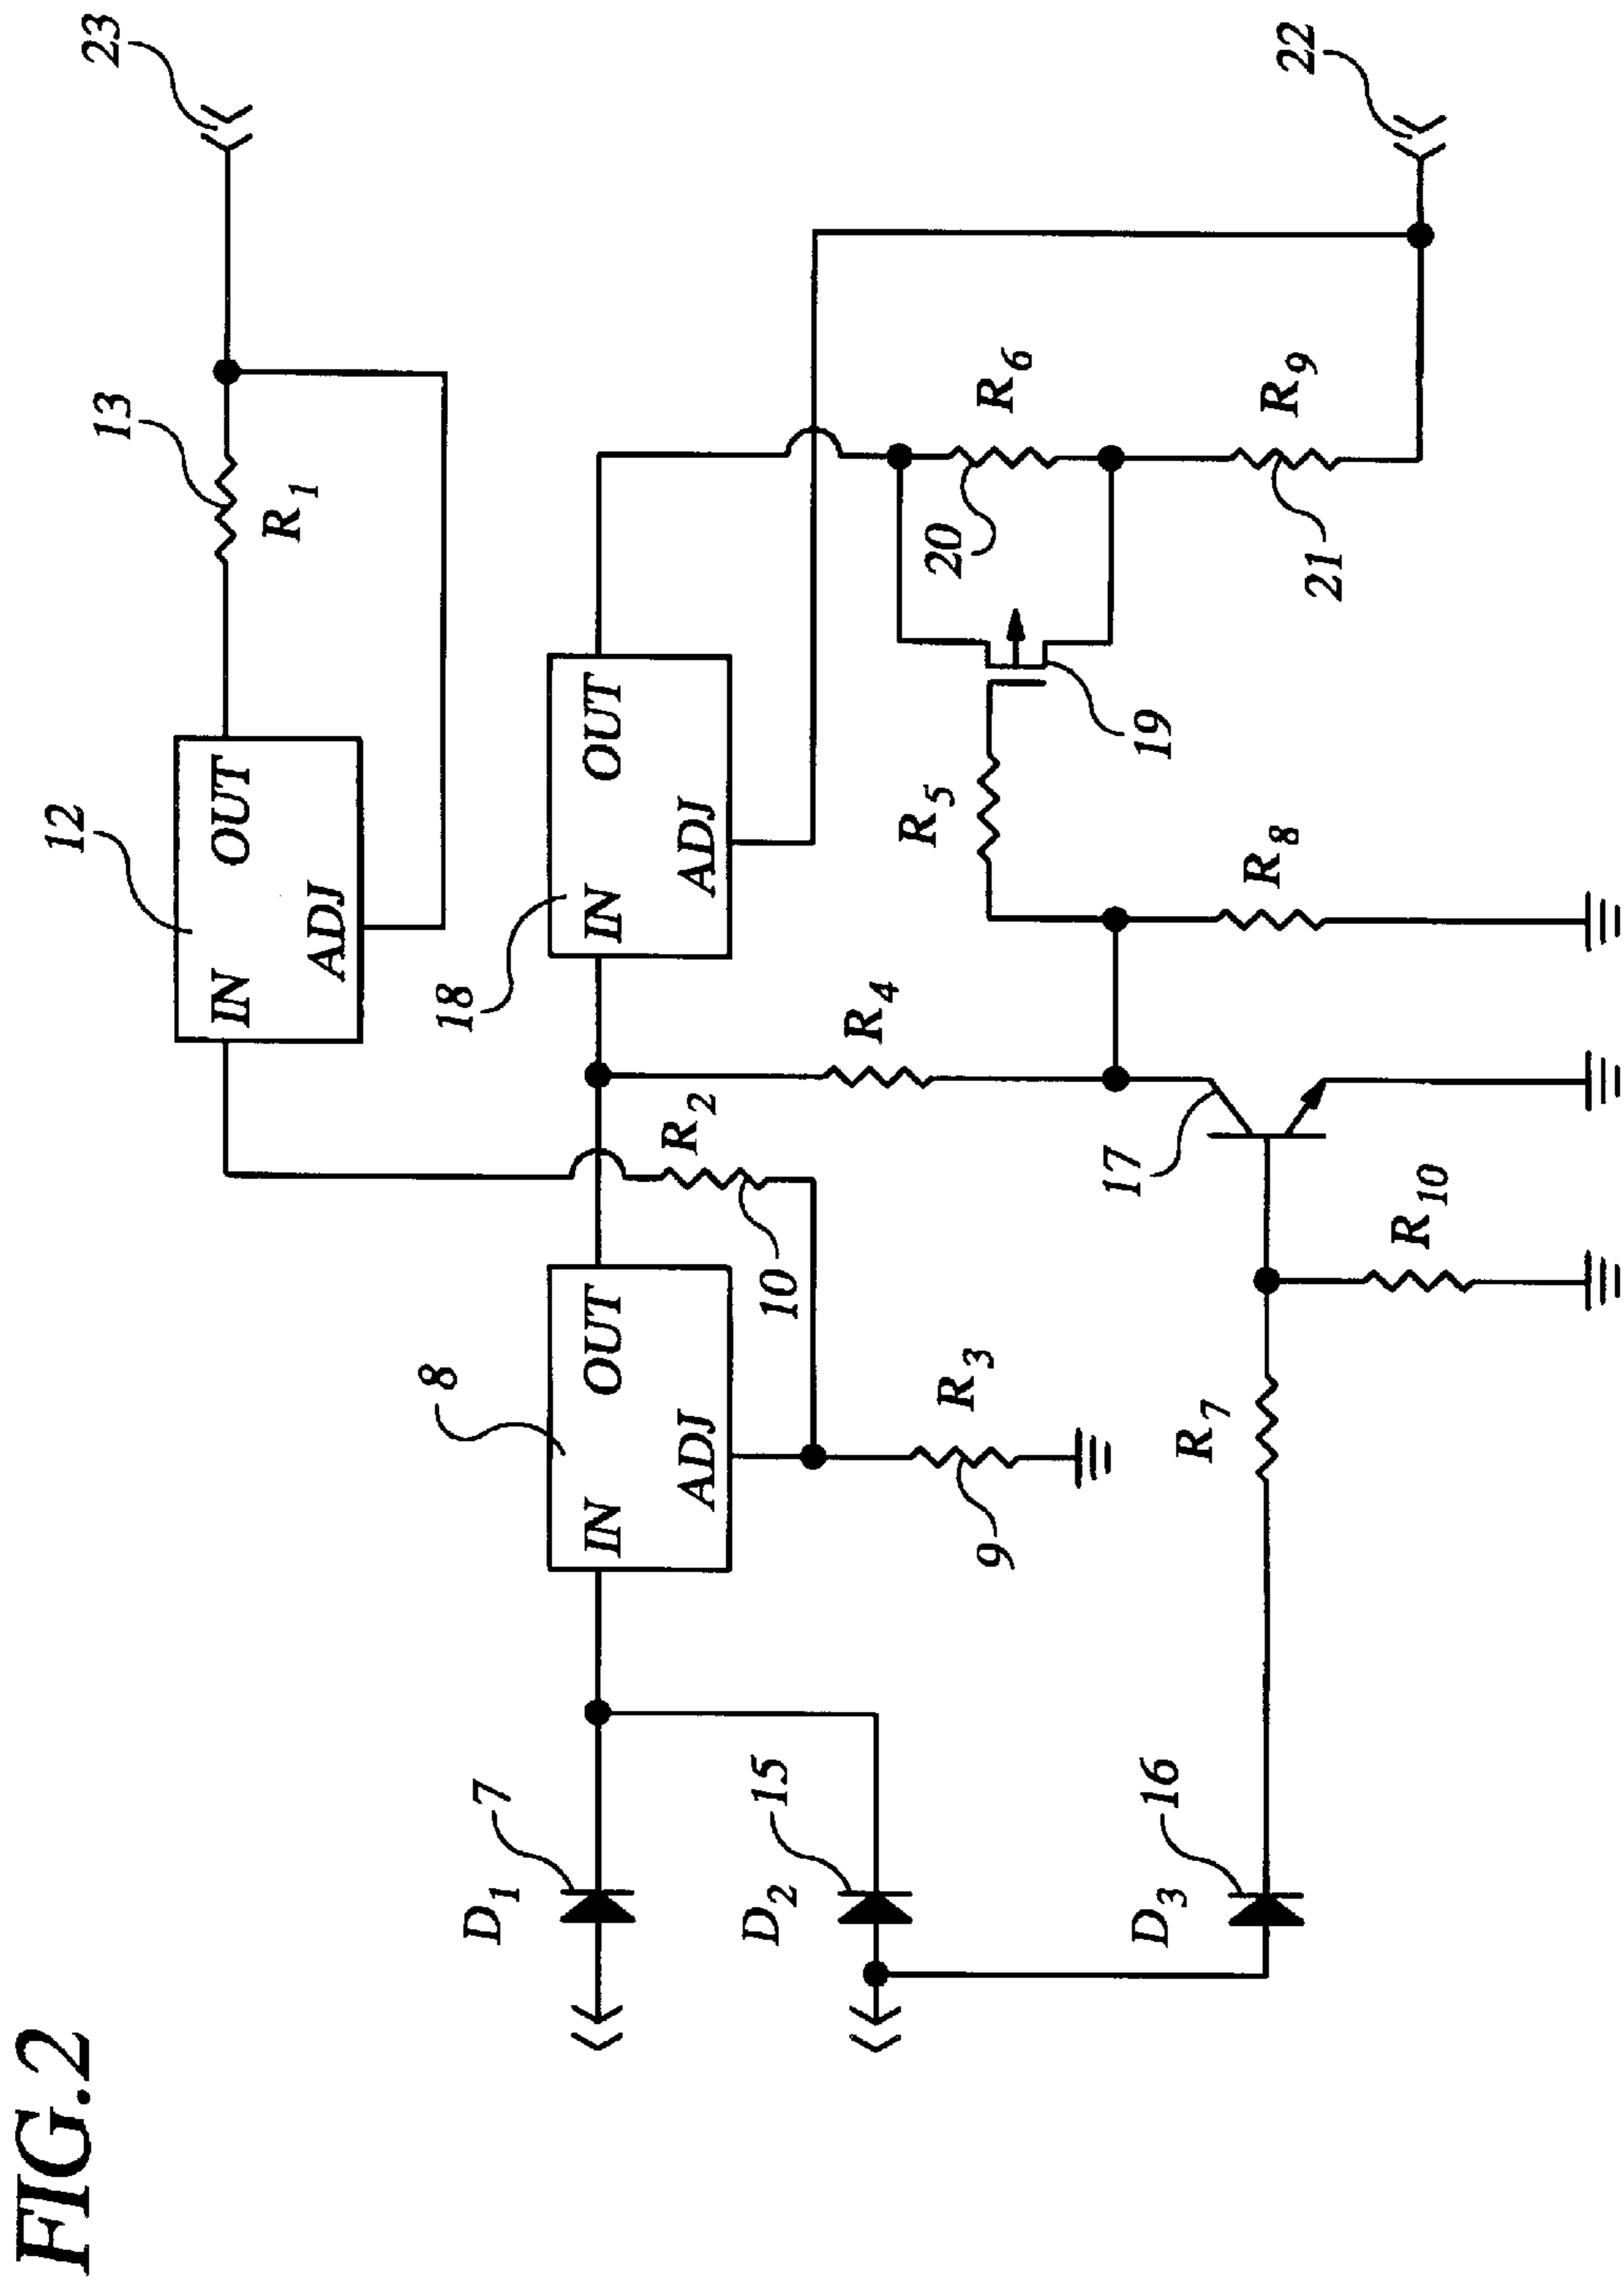 FIG.2
23
13
R1
12
IN OUT
ADJ
18
IN OUT
ADJ
8
IN OUT
ADJ
R2
10
R3
9
R4
R5
R6
20
R9
21
19
R8
22
17
R10
R7
D1
7
D2
15
D3
16